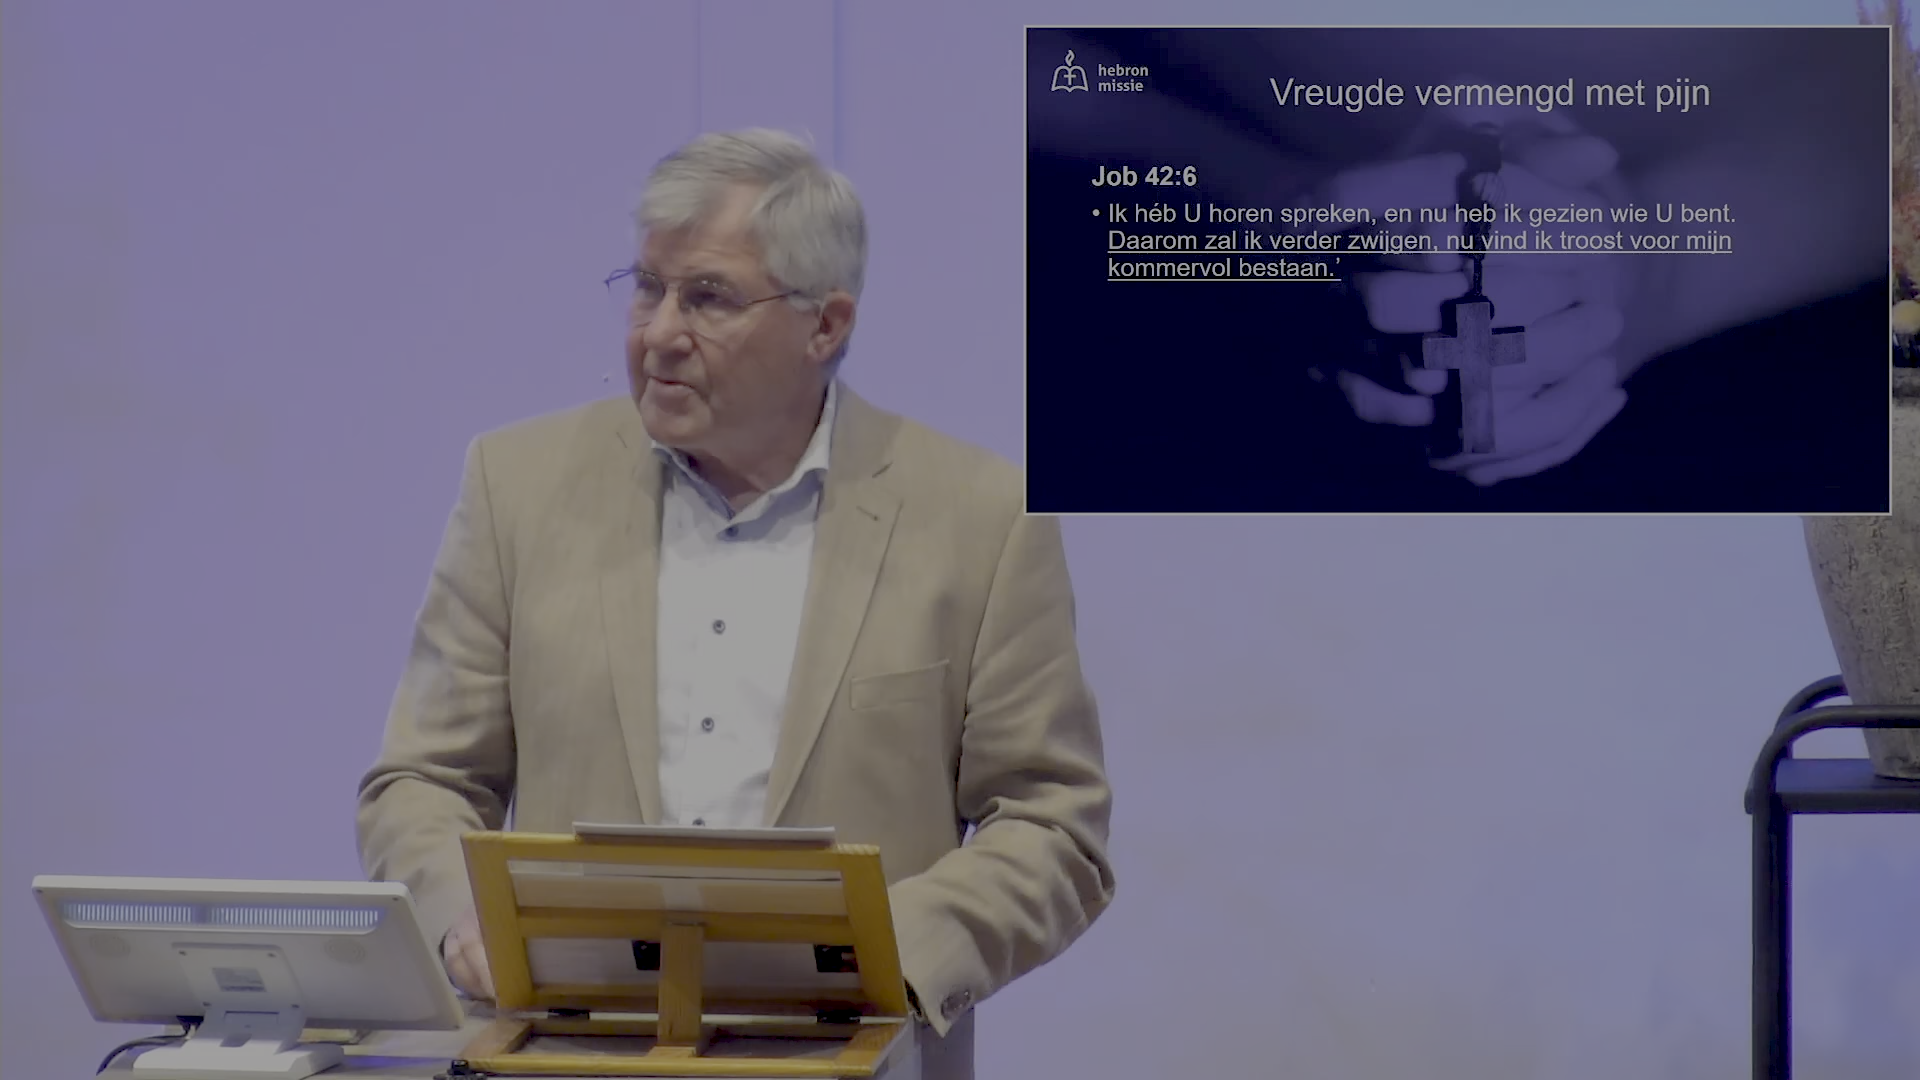 hebron
missie
Vreugde vermengd met pijn
Job 42:6
• Ik héb U horen spreken, en nu heb ik gezien wie U bent.
Daarom zal ik verder zwijgen, nu vind ik troost voor mijn
kommervol bestaan.’